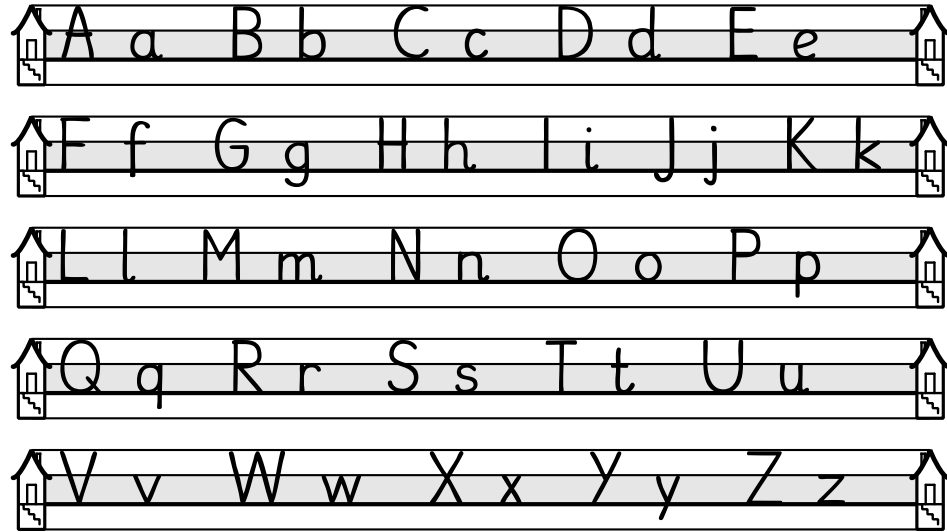 A a B b C c D d E e
F f G g H h I i J j K k
L l M m N n O o P p
Q q R r S s T t U u
V v W w X x Y y Z z